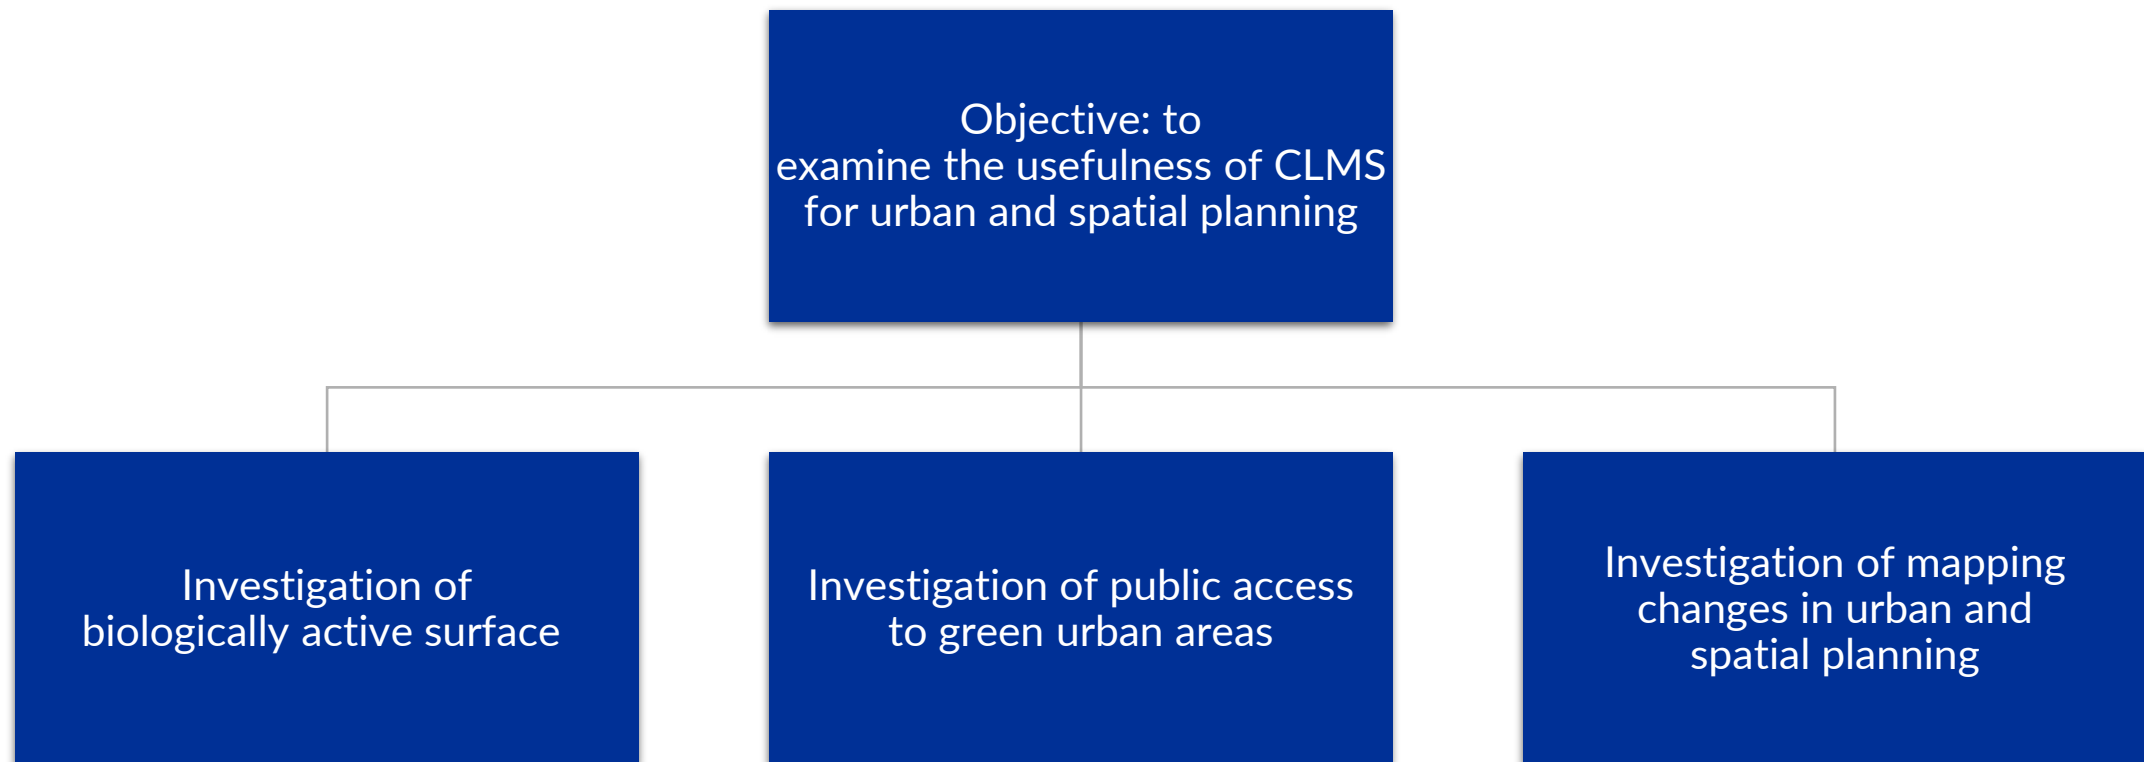 Objective: to
examine the usefulness of CLMS
for urban and spatial planning
Investigation of
biologically active surface
Investigation of public access
to green urban areas
Investigation of mapping
changes in urban and
spatial planning